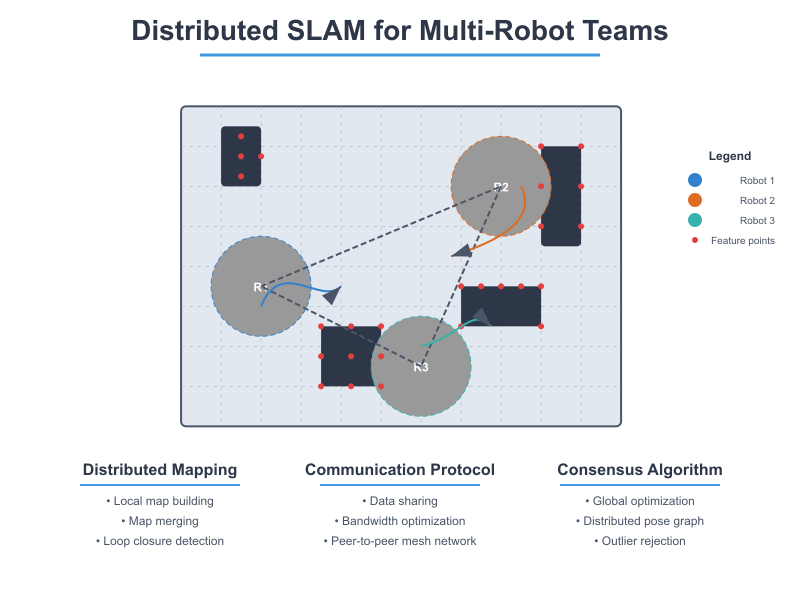 Distributed SLAM for Multi-Robot Teams
Legend
Robot 1
Robot 2
Robot 3
Feature points
R2
R1
R3
Distributed Mapping
• Local map building
• Map merging
• Loop closure detection
Communication Protocol
• Data sharing
• Bandwidth optimization
• Peer-to-peer mesh network
Consensus Algorithm
• Global optimization
• Distributed pose graph
• Outlier rejection